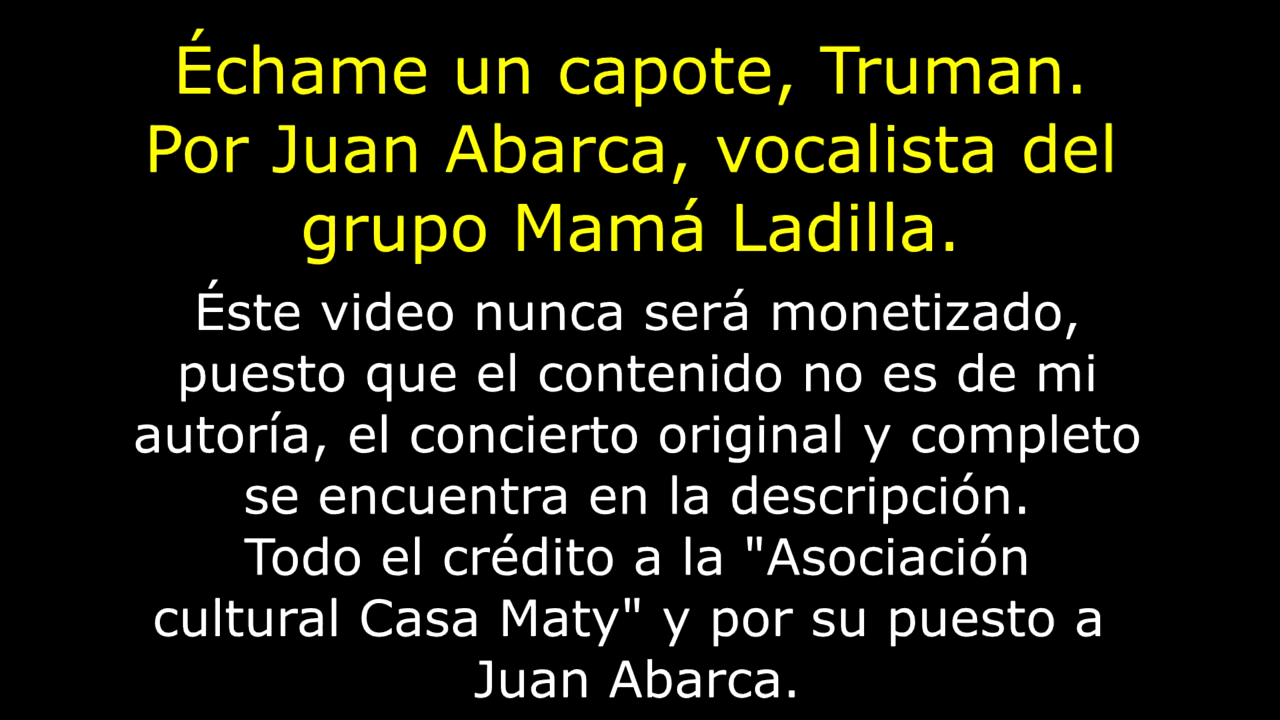 Échame un capote, Truman.
Por Juan Abarca, vocalista del
grupo Mamá Ladilla.
Éste video nunca será monetizado,
puesto que el contenido no es de mi
autoría, el concierto original y completo
se encuentra en la descripción.
Todo el crédito a la "Asociación
cultural Casa Maty" y por su puesto a
Juan Abarca.